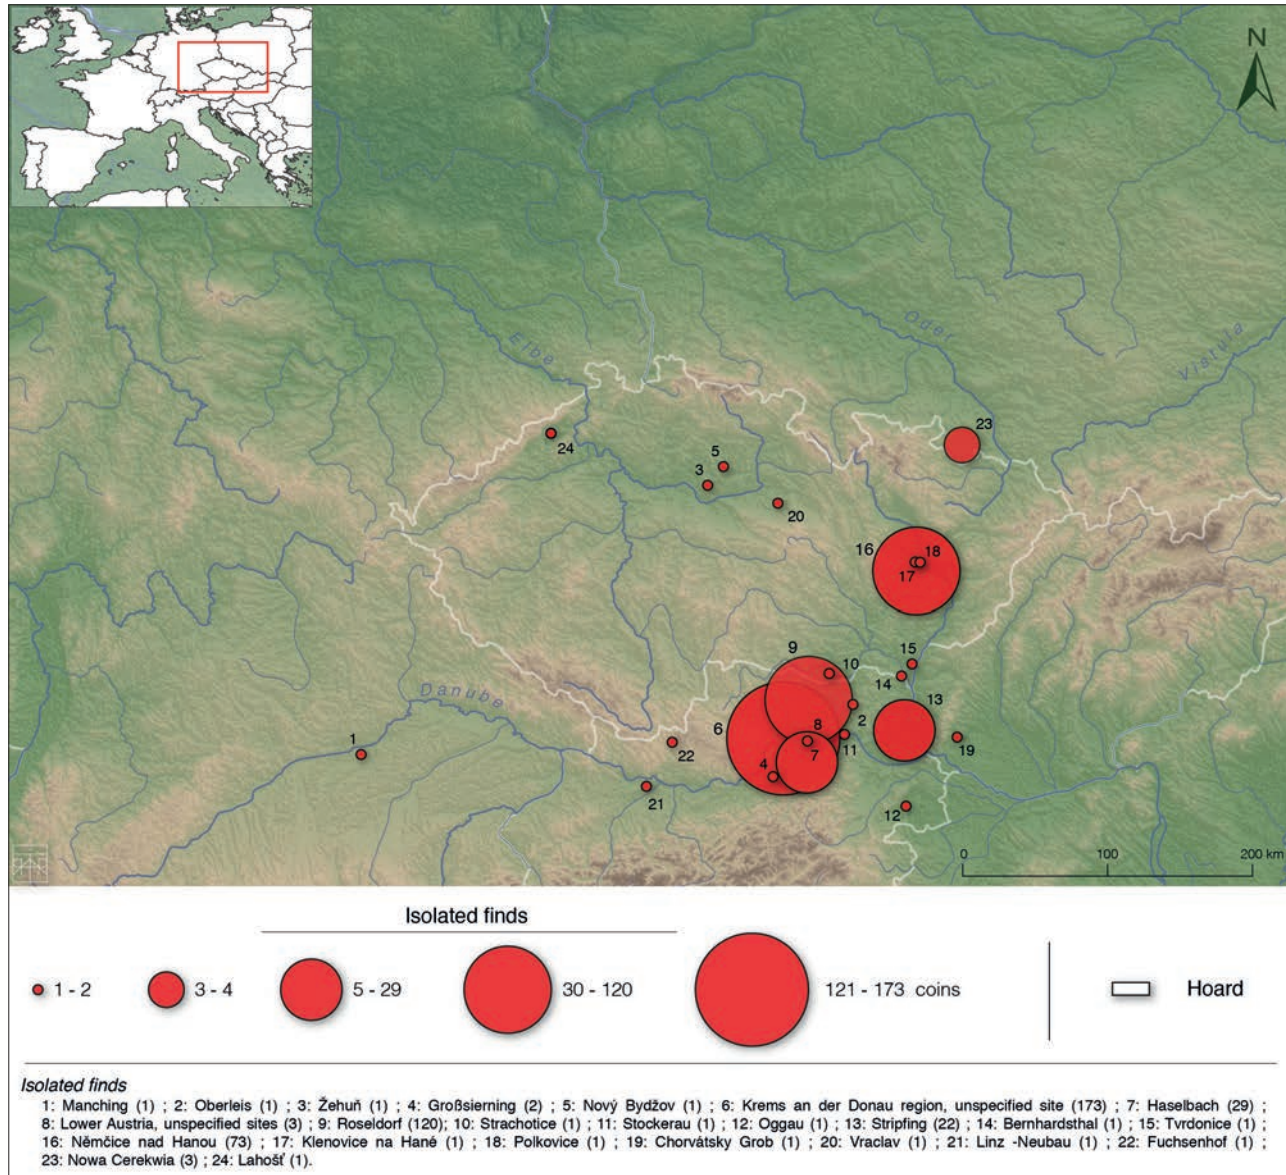 N
Elbe
Oder
Vistula
Danube
23
24
5
3
20
16
18
17
9
10
15
14
6
8
2
13
11
7
19
1
22
4
21
12
0 100 200 km
Isolated finds
1 - 2
3 - 4
5 - 29
30 - 120
121 - 173 coins
Hoard
Isolated finds
1: Manching (1) ; 2: Oberleis (1) ; 3: Žehuň (1) ; 4: Großsierning (2) ; 5: Nový Bydžov (1) ; 6: Krems an der Donau region, unspecified site (173) ; 7: Haselbach (29) ;
8: Lower Austria, unspecified sites (3) ; 9: Roseldorf (120); 10: Strachotice (1) ; 11: Stockerau (1) ; 12: Oggau (1) ; 13: Stripfing (22) ; 14: Bernhardsthal (1) ; 15: Tvrdonice (1) ;
16: Němčice nad Hanou (73) ; 17: Klenovice na Hané (1) ; 18: Polkovice (1) ; 19: Chorvátsky Grob (1) ; 20: Vraclav (1) ; 21: Linz -Neubau (1) ; 22: Fuchsenhof (1) ;
23: Nowa Cerekwia (3) ; 24: Lahošť (1).